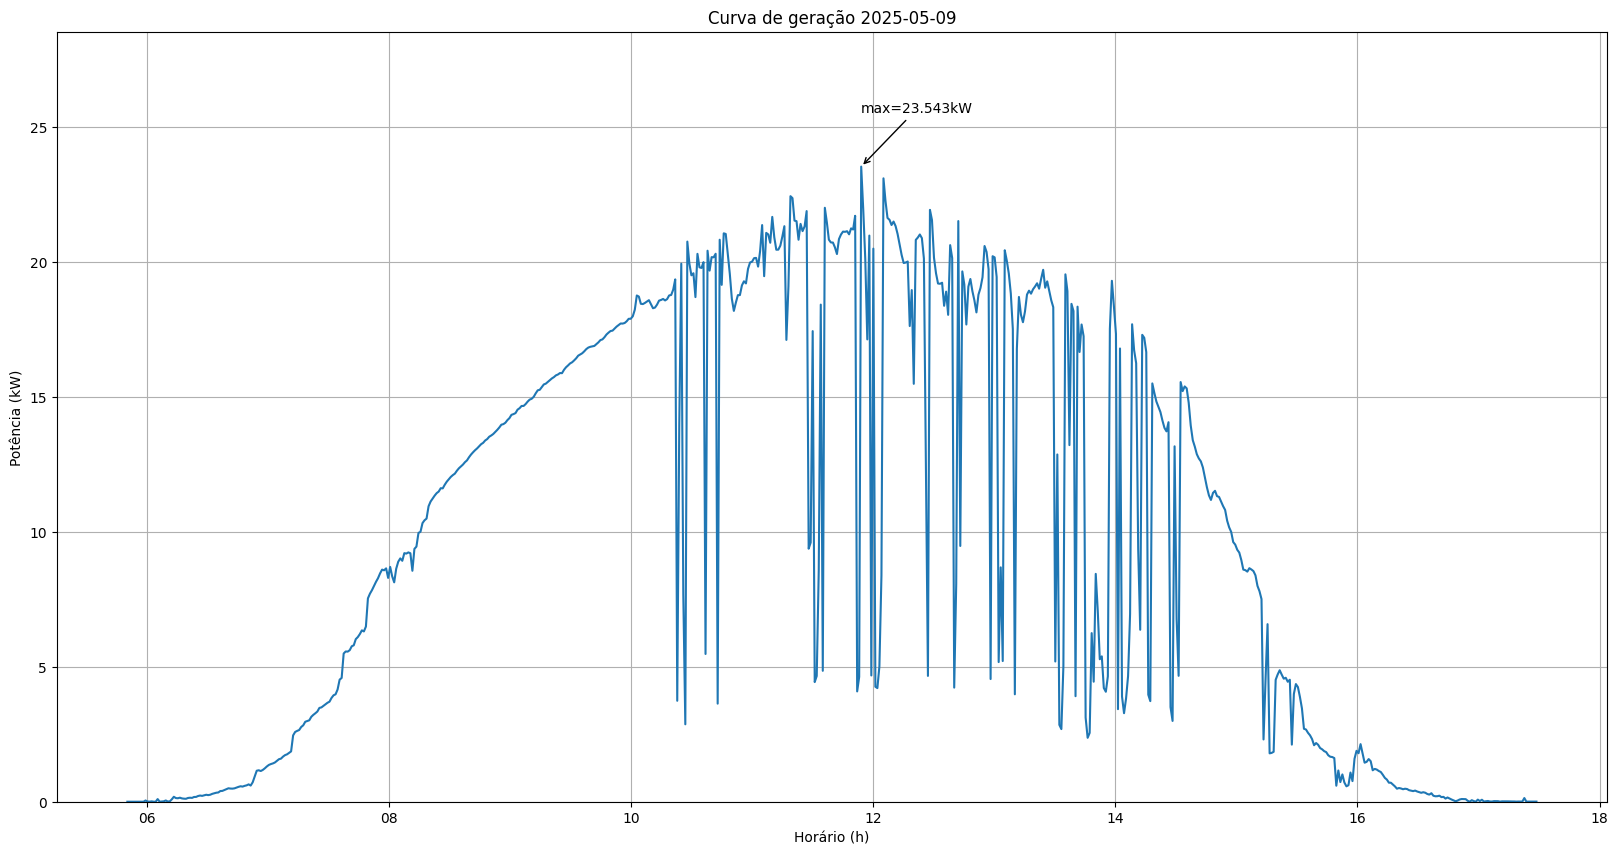 Curva de geração 2025-05-09
max=23.543kW
Potência (kW)
25
20
15
10
5
0
06 08 10 12 14 16 18
Horário (h)